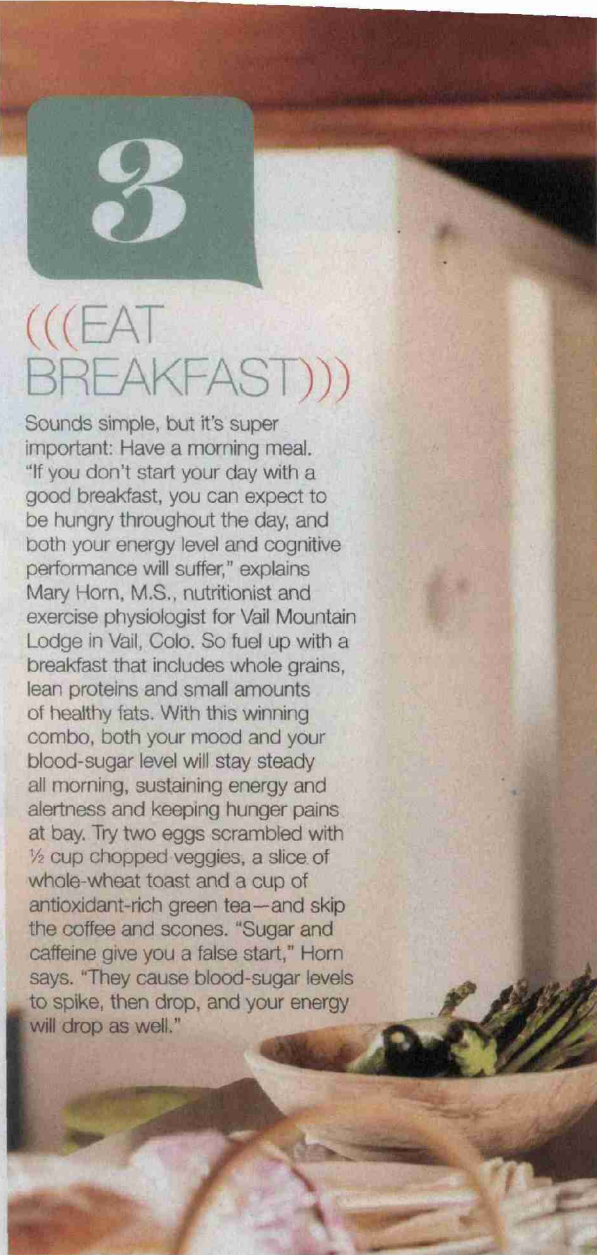 3
(((EAT
BREAKFAST)))
Sounds simple, but it's super
important: Have a morning meal.
"If you don't start your day with a
good breakfast, you can expect to
be hungry throughout the day, and
both your energy level and cognitive
performance will suffer," explains
Mary Horn, M.S., nutritionist and
exercise physiologist for Vail Mountain
Lodge in Vail, Colo. So fuel up with a
breakfast that includes whole grains,
lean proteins and small amounts
of healthy fats. With this winning
combo, both your mood and your
blood-sugar level will stay steady
all morning, sustaining energy and
alertness and keeping hunger pains
at bay. Try two eggs scrambled with
½ cup chopped veggies, a slice of
whole-wheat toast and a cup of
antioxidant-rich green tea—and skip
the coffee and scones. "Sugar and
caffeine give you a false start," Horn
says. "They cause blood-sugar levels
to spike, then drop, and your energy
will drop as well."